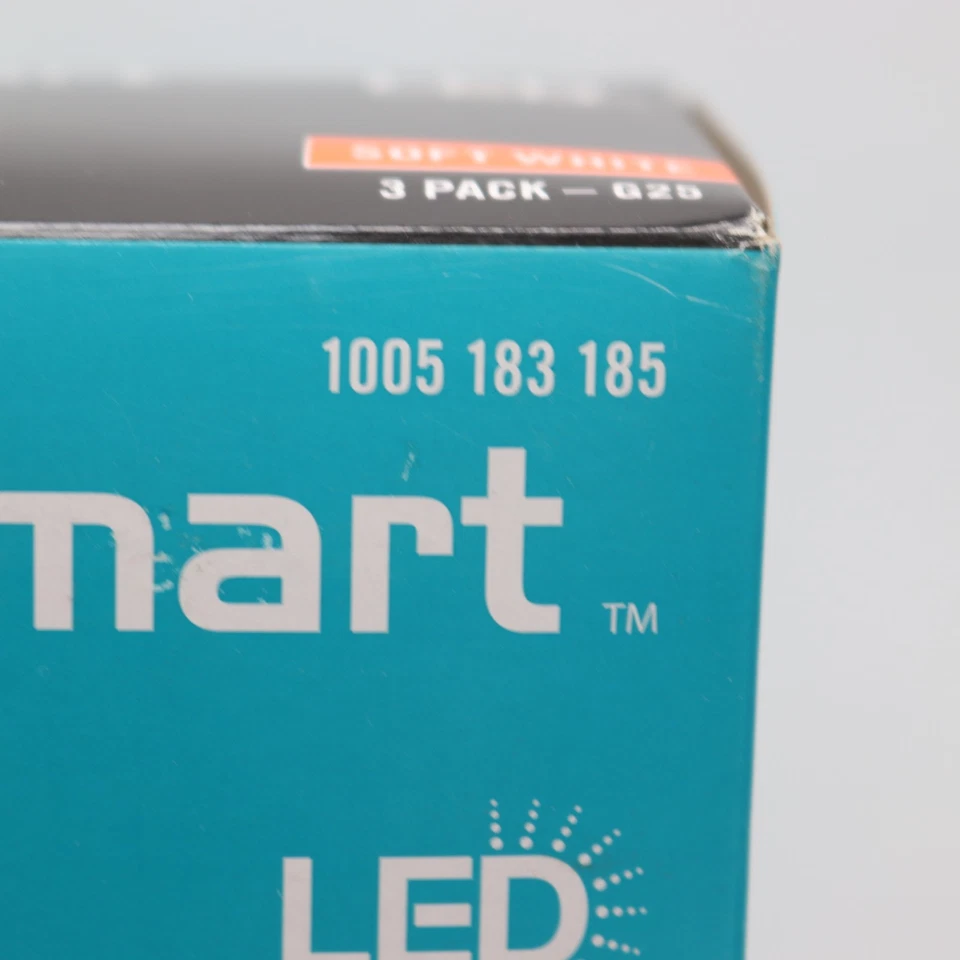 SOFT WHITE
3 PACK – G25
1005 183 185
mart ™
LED